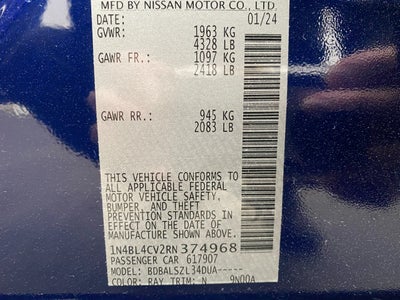 MFD BY NISSAN MOTOR CO., LTD.
DATE: 01/24
GVWR: 1963 KG
4328 LB
GAWR FR.: 1097 KG
2418 LB
GAWR RR.: 945 KG
2083 LB
THIS VEHICLE CONFORMS TO
ALL APPLICABLE FEDERAL
MOTOR VEHICLE SAFETY,
BUMPER, AND THEFT
PREVENTION STANDARDS IN
EFFECT ON THE DATE OF
MANUFACTURE SHOWN ABOVE.
1N4BL4CV2RN 374968
PASSENGER CAR 617907
MODEL: BDBALSZL34DUA-----
COLOR: RAY TRIM: N 9N00A